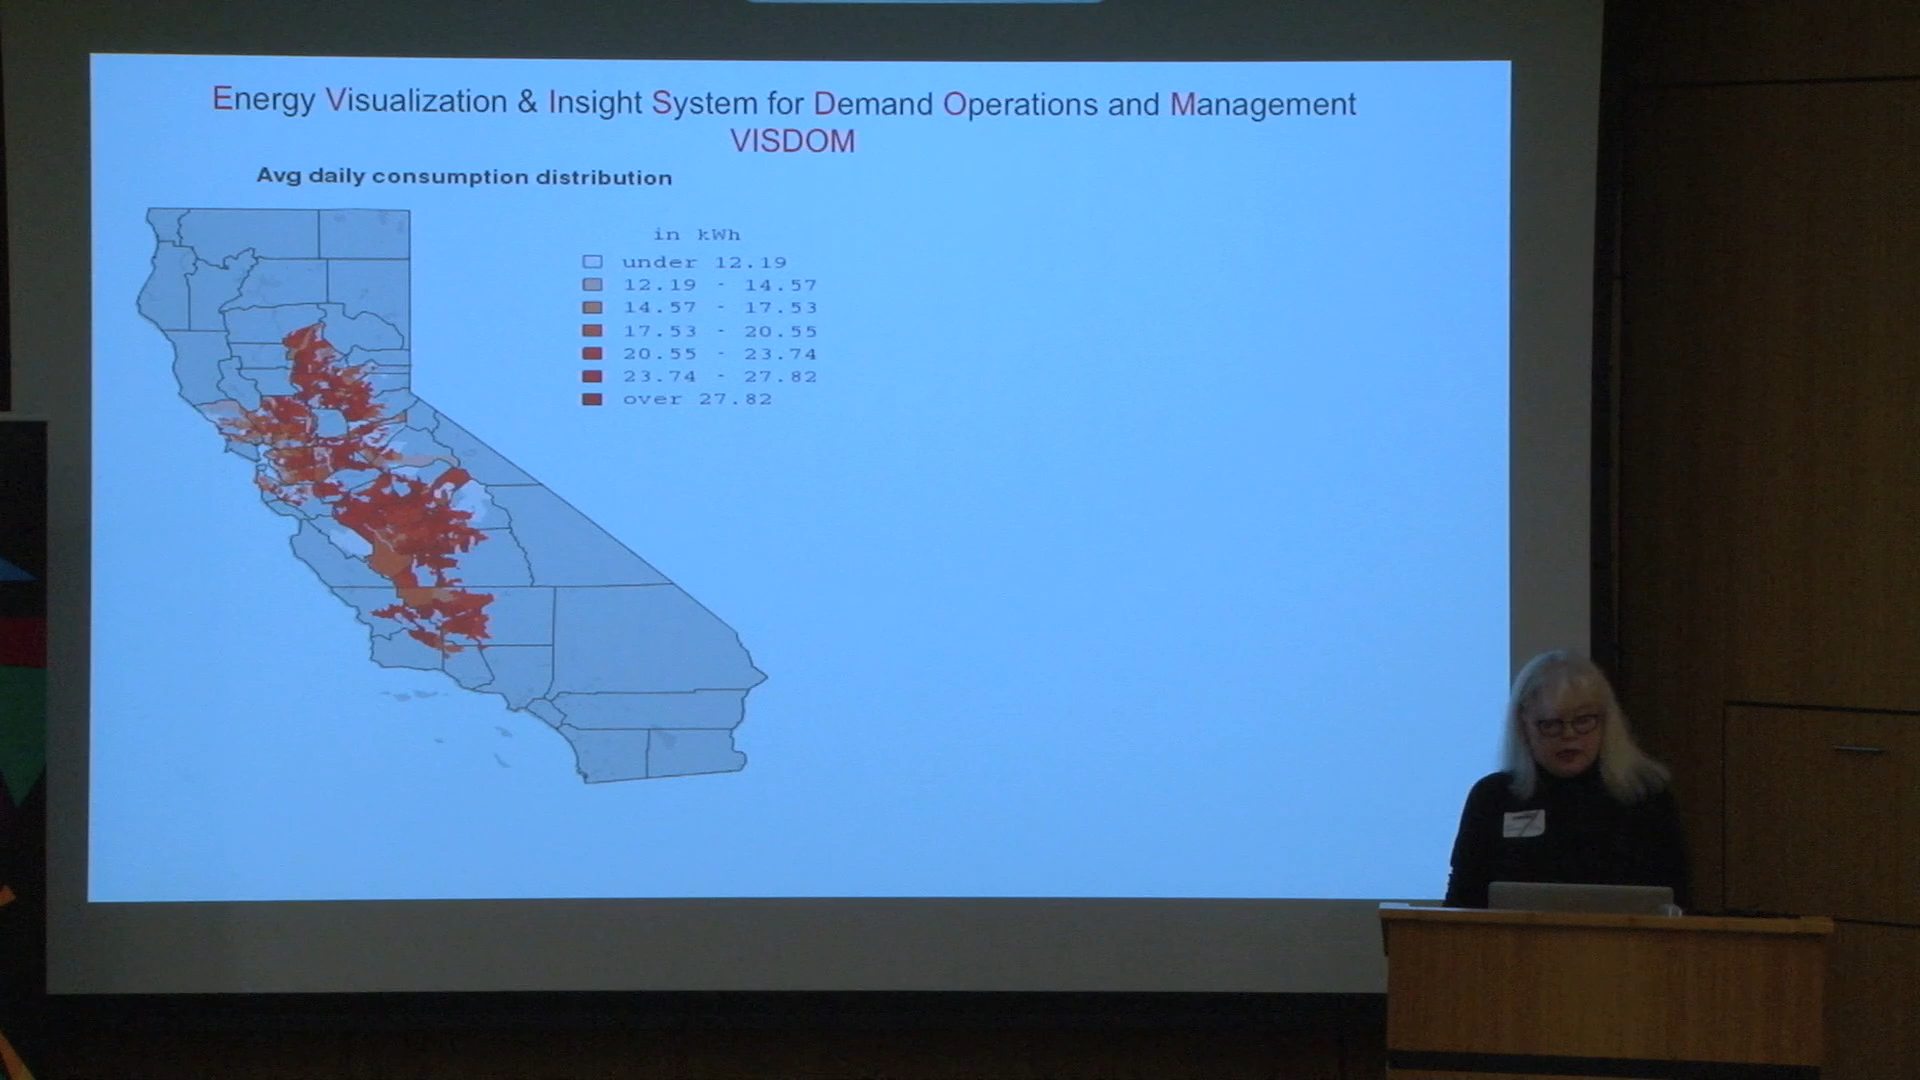 Energy Visualization & Insight System for Demand Operations and Management
VISDOM
Avg daily consumption distribution
in kWh
under 12.19
12.19 - 14.57
14.57 - 17.53
17.53 - 20.55
20.55 - 23.74
23.74 - 27.82
over 27.82